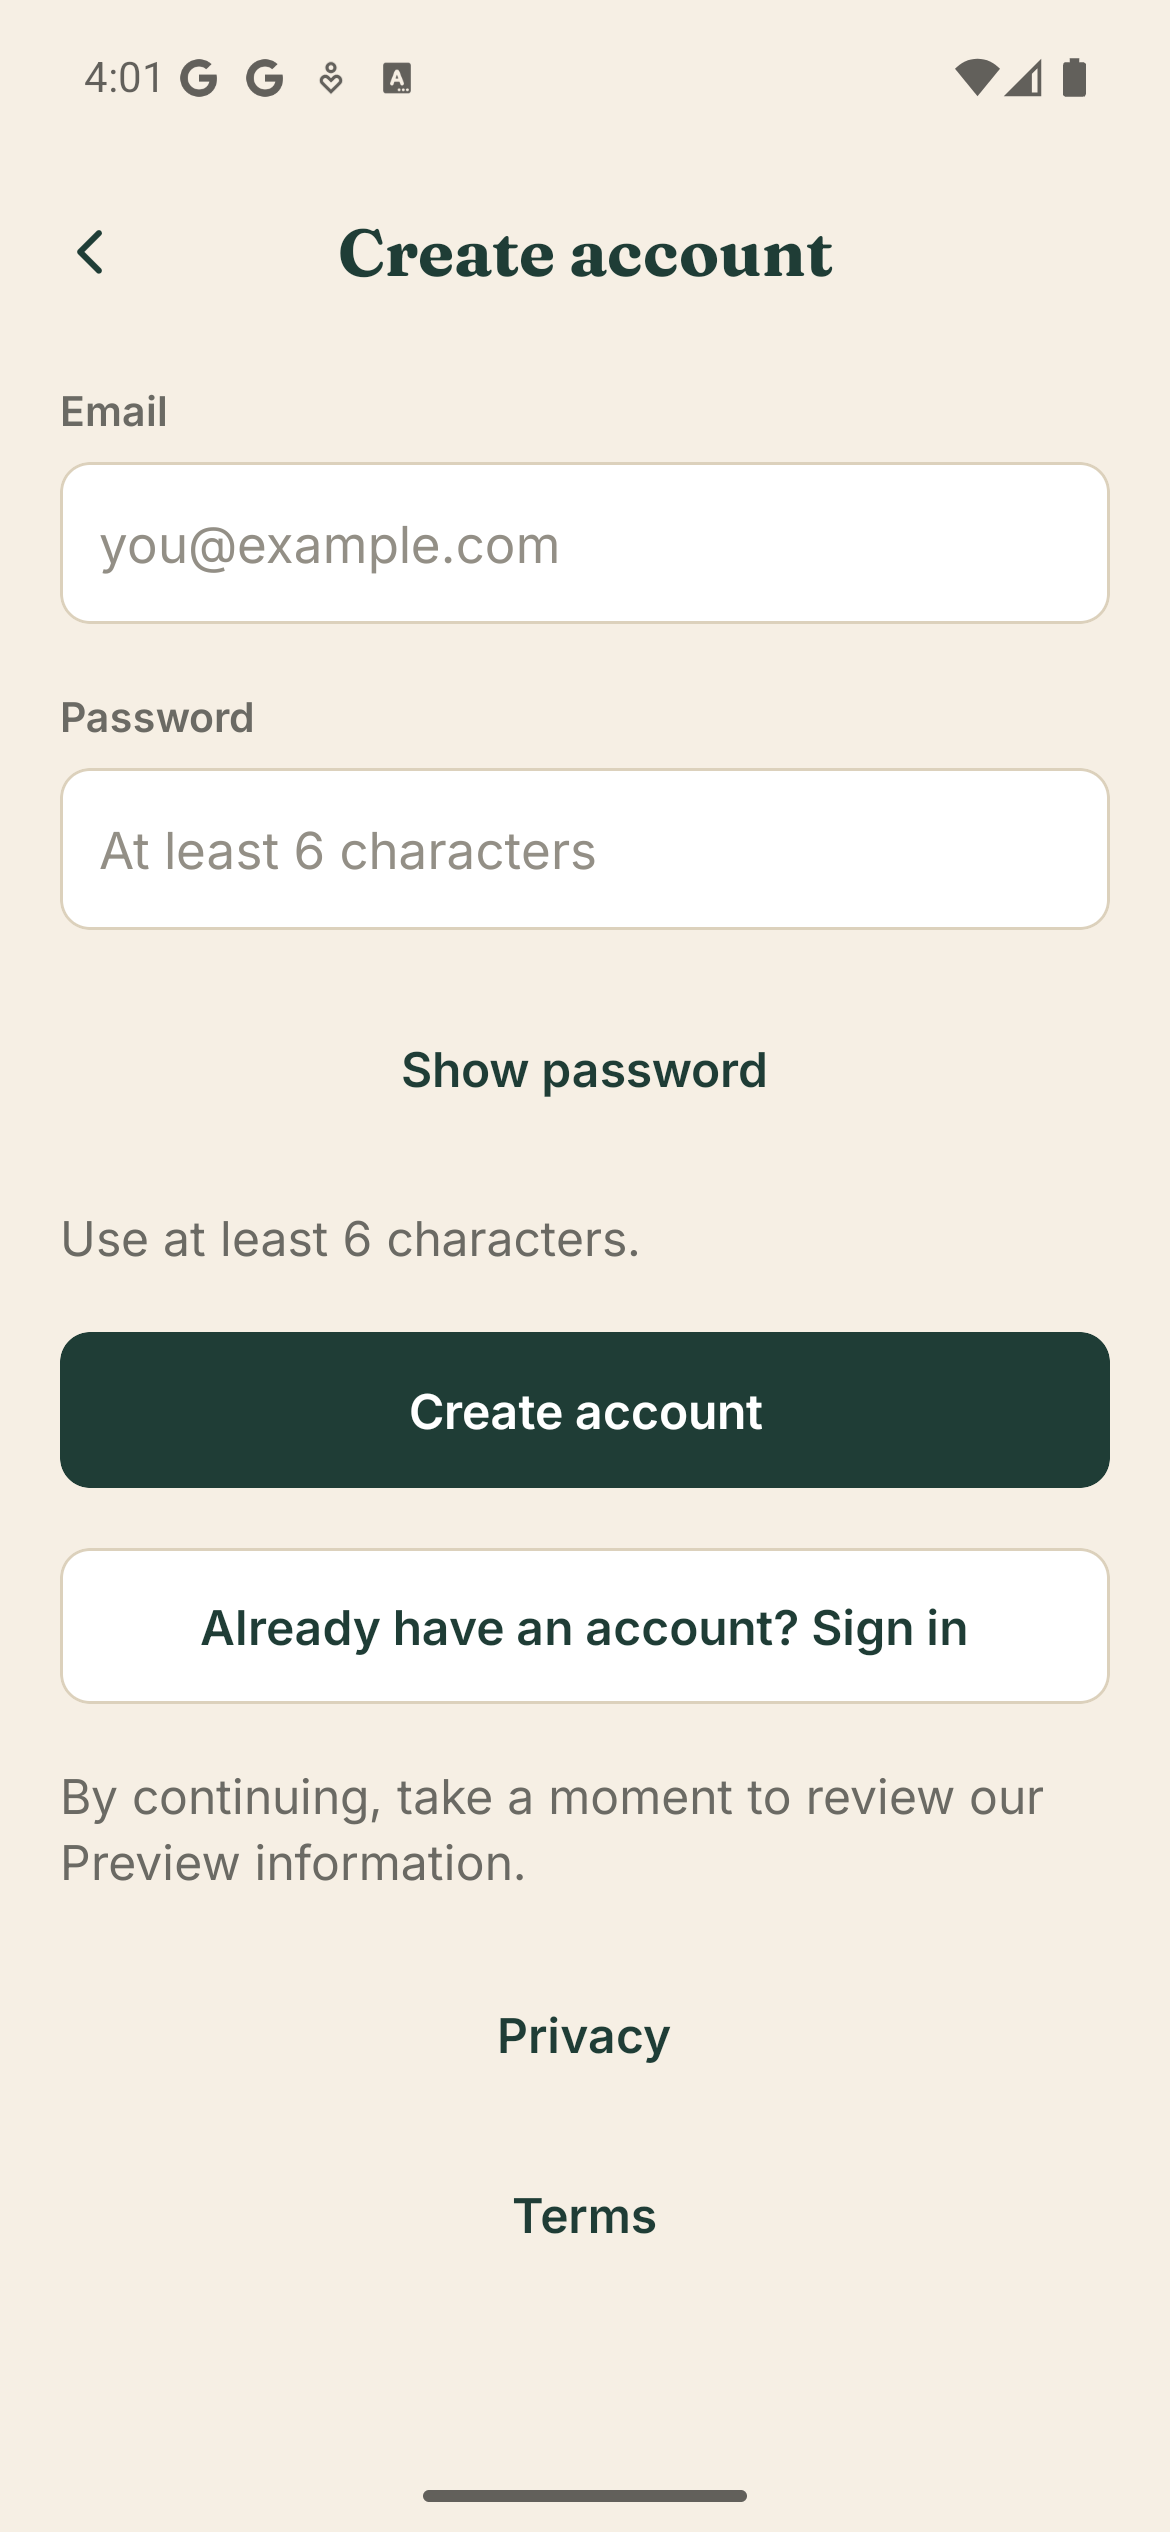 4:01
Create account
Email
you@example.com
Password
At least 6 characters
Show password
Use at least 6 characters.
Create account
Already have an account? Sign in
By continuing, take a moment to review our
Preview information.
Privacy
Terms